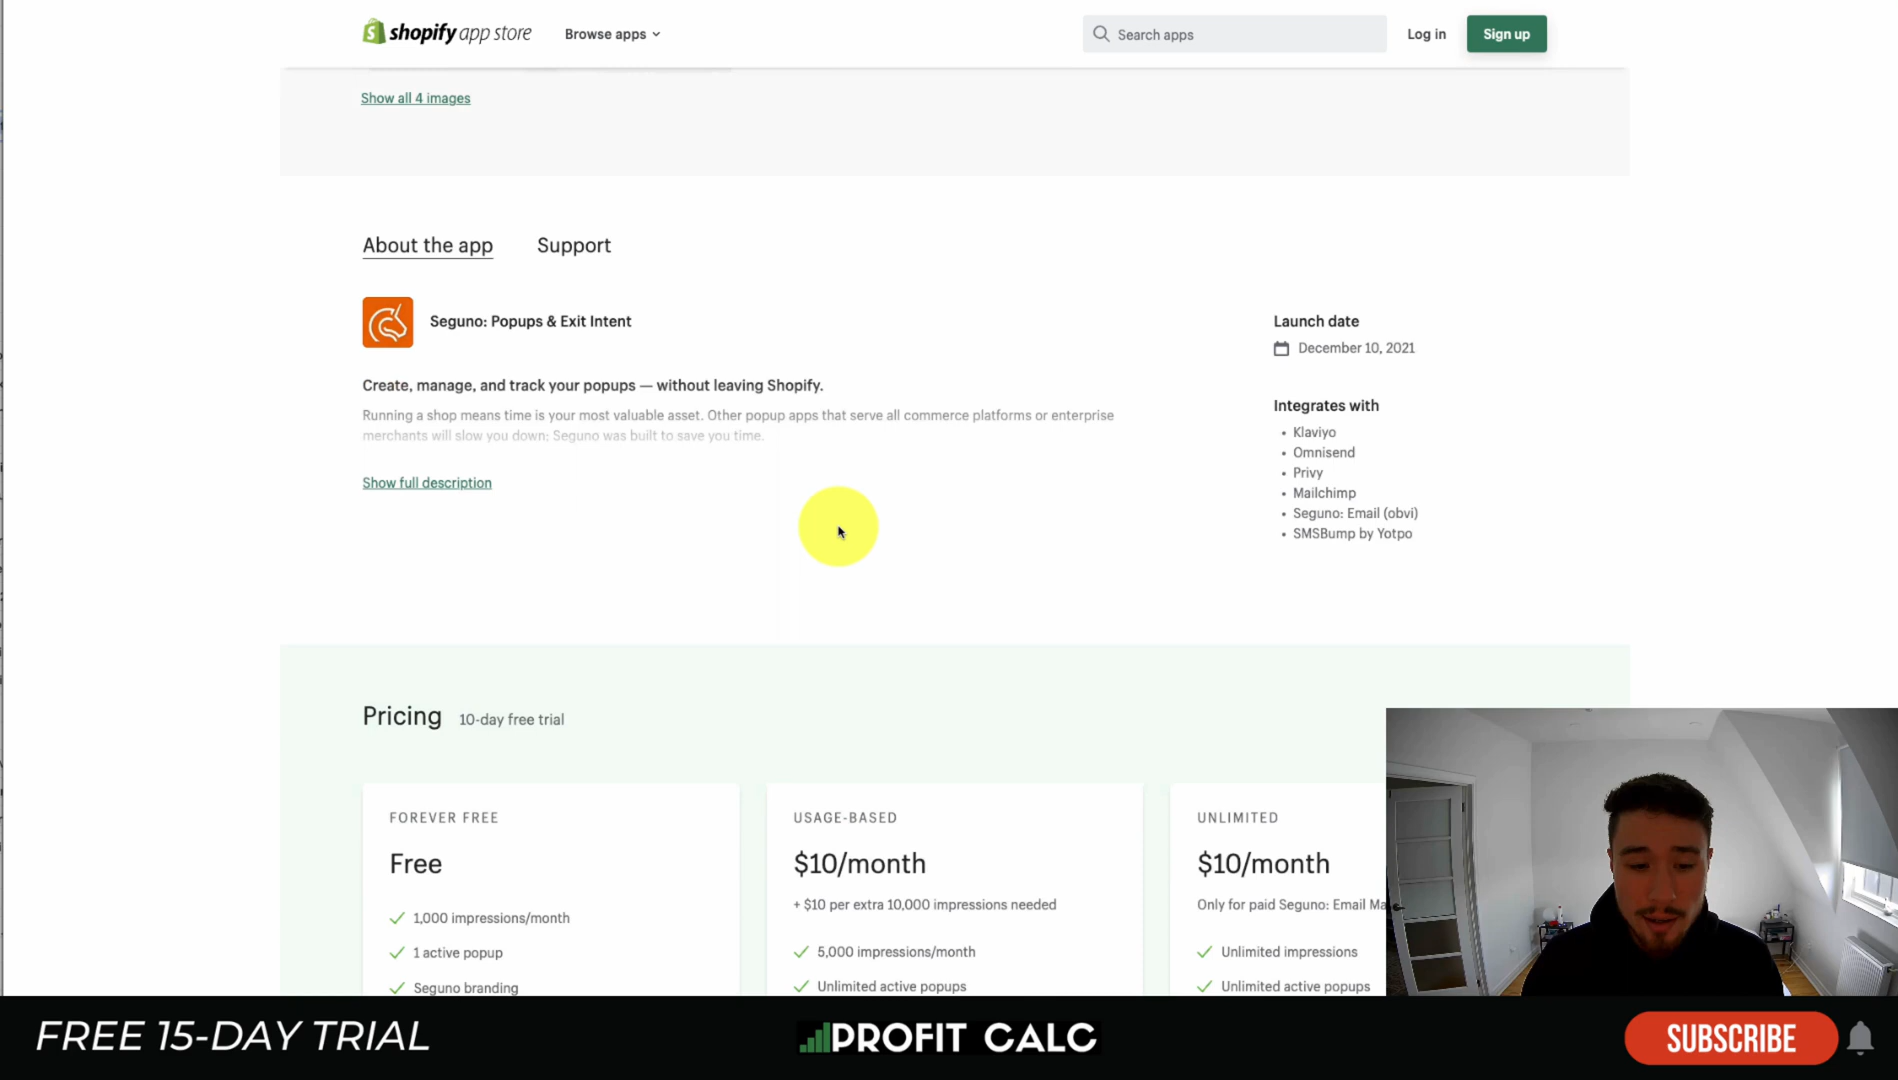 shopify app store
Browse apps
Search apps
Log in
Sign up
Show all 4 images
About the app
Support
Seguno: Popups & Exit Intent
Create, manage, and track your popups — without leaving Shopify.
Running a shop means time is your most valuable asset. Other popup apps that serve all commerce platforms or enterprise
merchants will slow you down; Seguno was built to save you time.
Show full description
Launch date
December 10, 2021
Integrates with
• Klaviyo
• Omnisend
• Privy
• Mailchimp
• Seguno: Email (obvi)
• SMSBump by Yotpo
Pricing
10-day free trial
FOREVER FREE
Free
1,000 impressions/month
1 active popup
Seguno branding
USAGE-BASED
$10/month
+ $10 per extra 10,000 impressions needed
5,000 impressions/month
Unlimited active popups
UNLIMITED
$10/month
Only for paid Seguno: Email Ma
Unlimited impressions
Unlimited active popups
FREE 15-DAY TRIAL
PROFIT CALC
SUBSCRIBE